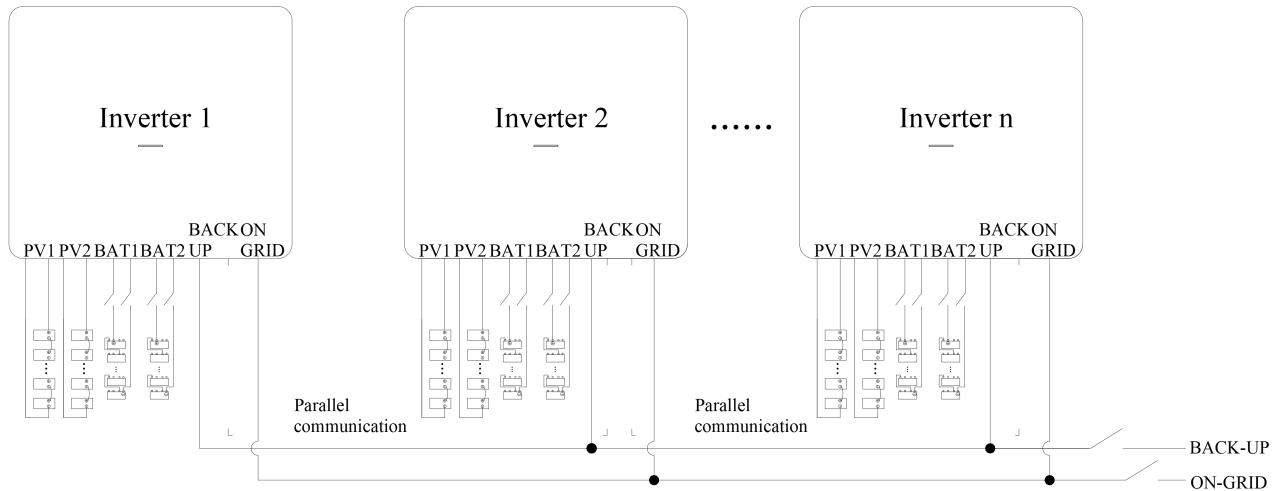 Inverter 1
Inverter 2
......
Inverter n
BACK ON
PV1 PV2 BAT1 BAT2 UP GRID
BACK ON
PV1 PV2 BAT1 BAT2 UP GRID
BACK ON
PV1 PV2 BAT1 BAT2 UP GRID
Parallel
communication
Parallel
communication
BACK-UP
ON-GRID